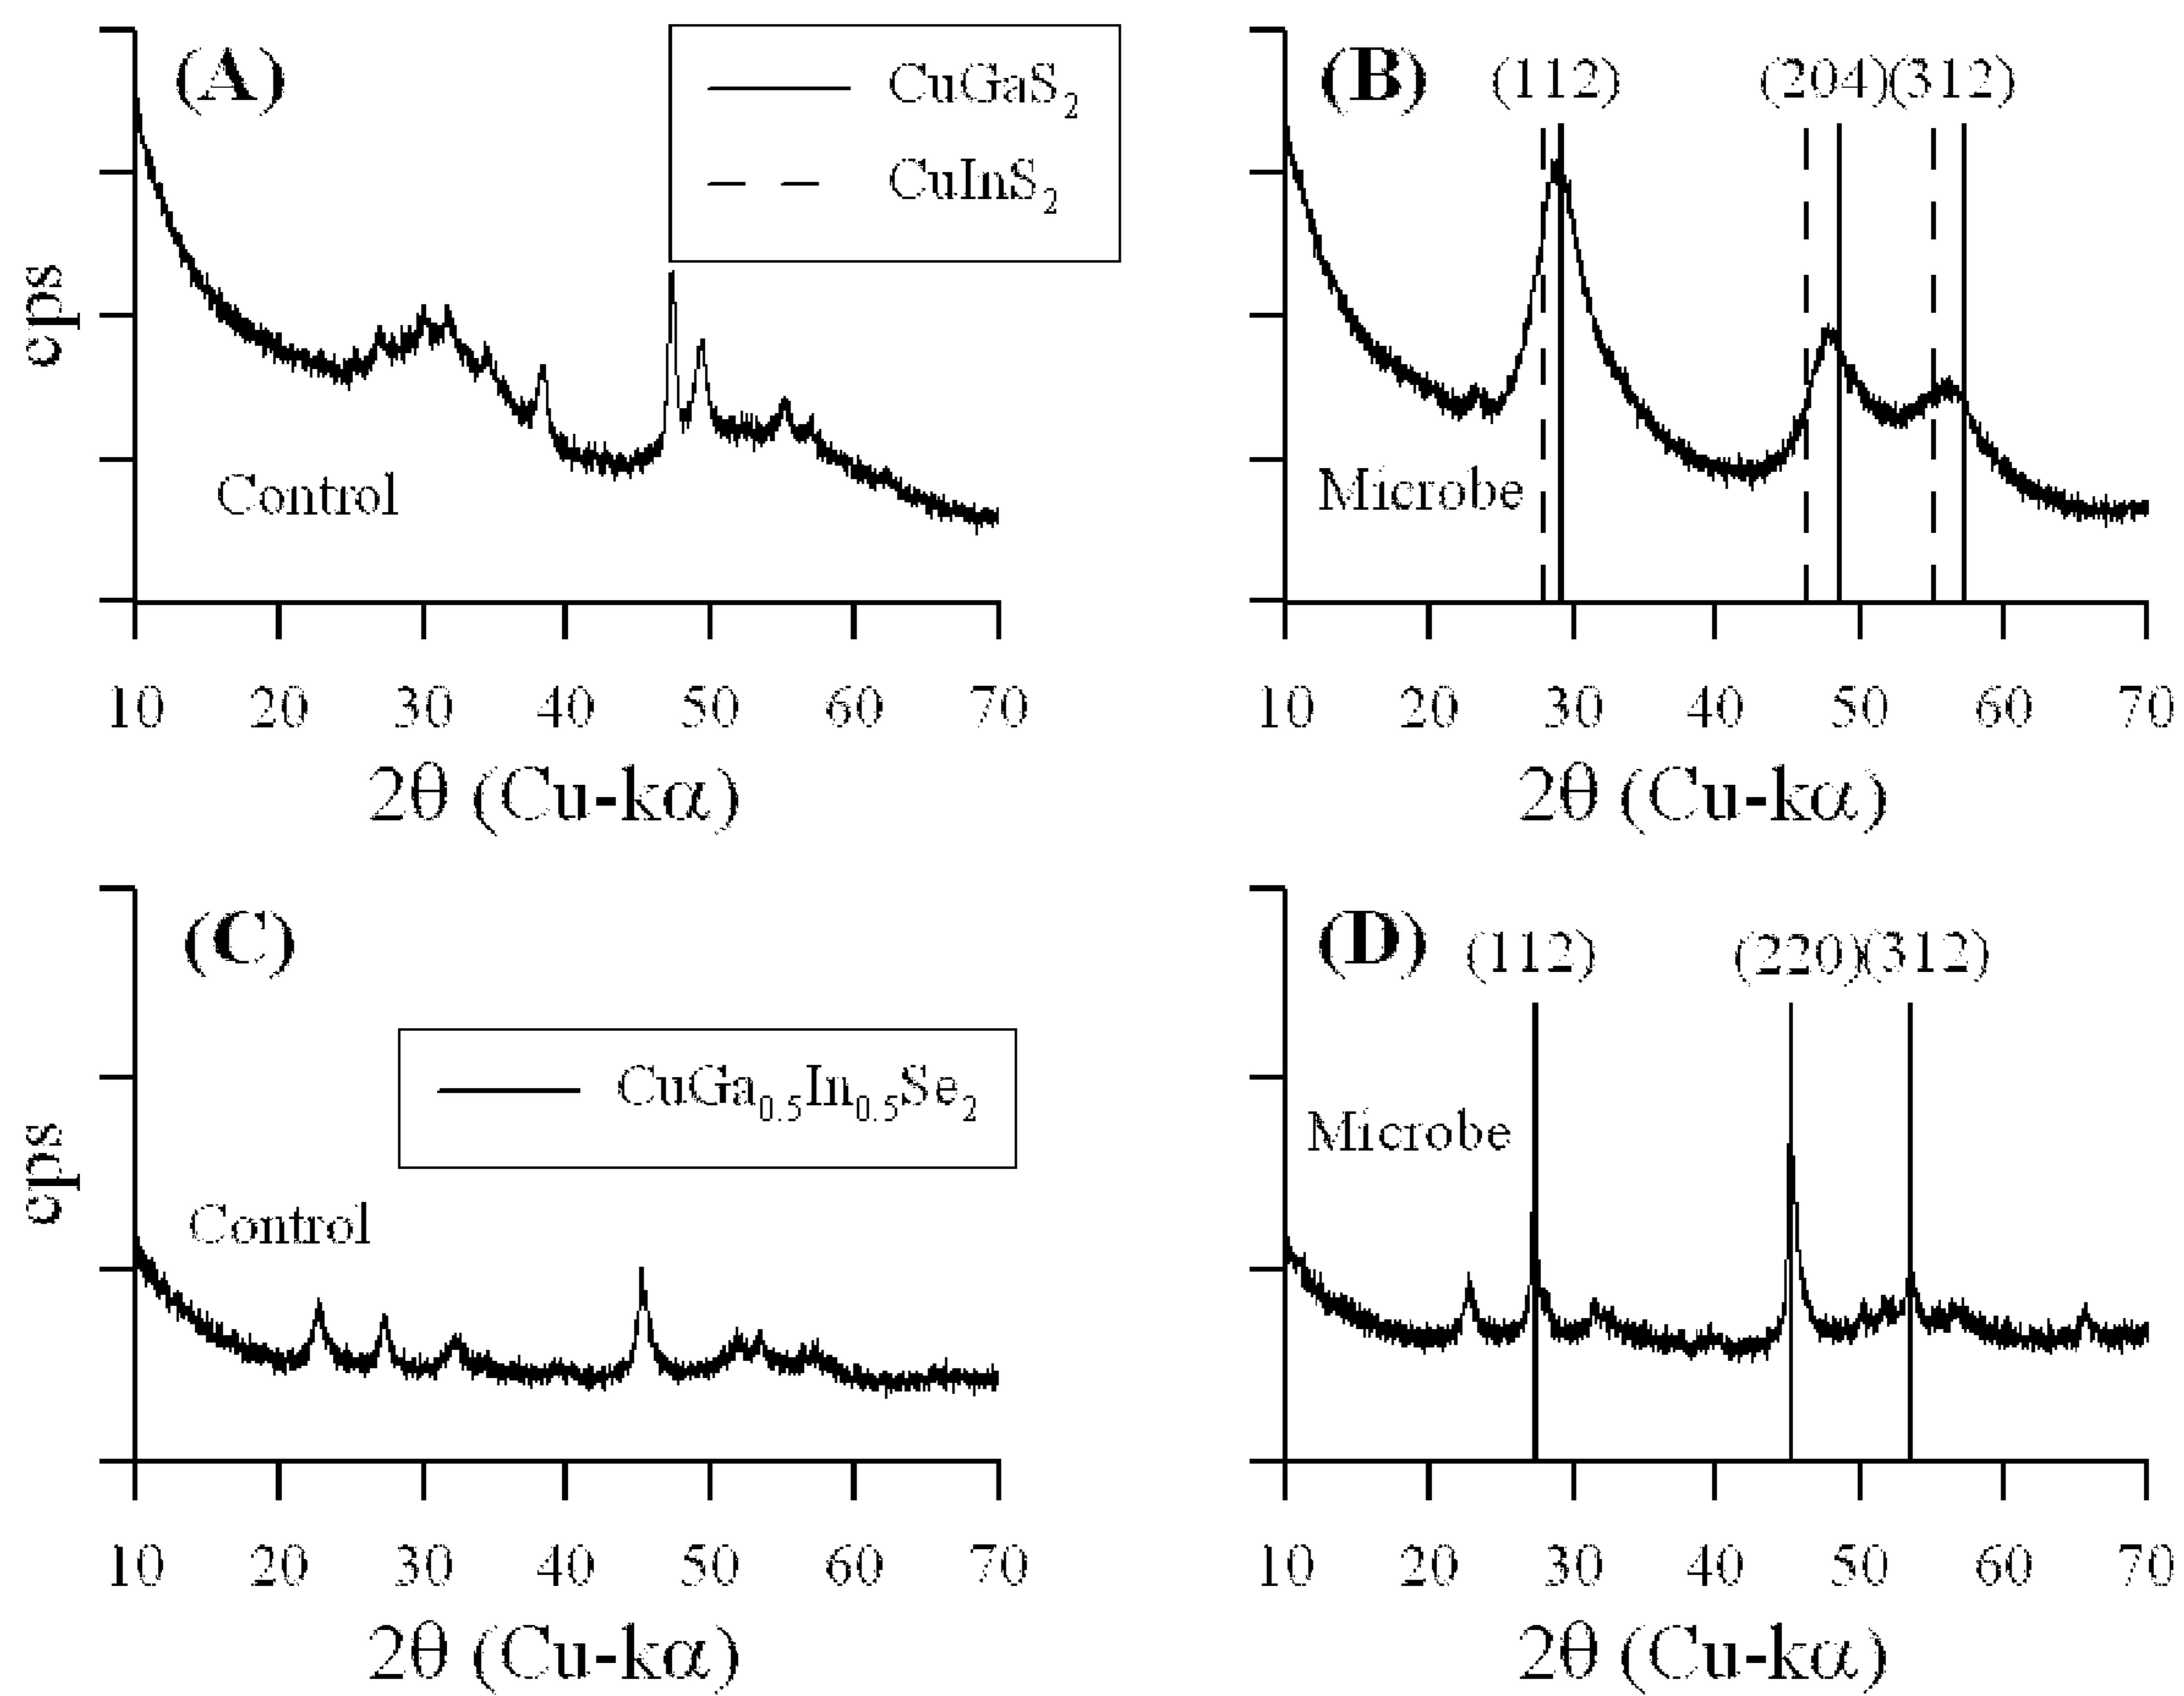 (A)
CuGaS₂
CuInS₂
cps
Control
10 20 30 40 50 60 70
2θ (Cu-kα)
(B)
(112) (204) (312)
Microbe
10 20 30 40 50 60 70
2θ (Cu-kα)
(C)
CuGa₀.₅In₀.₅Se₂
cps
Control
10 20 30 40 50 60 70
2θ (Cu-kα)
(D)
(112) (220) (312)
Microbe
10 20 30 40 50 60 70
2θ (Cu-kα)